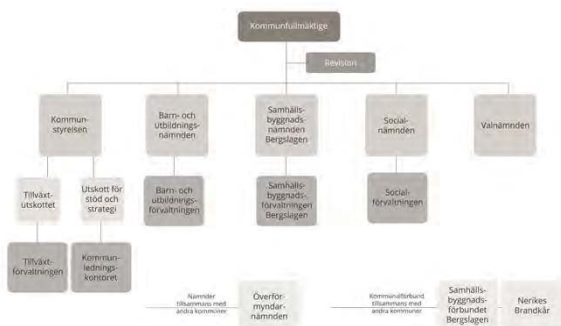 Kommunfullmäktige
Revision
Kommun-
styrelsen
Barn- och
utbildnings-
nämnden
Samhälls-
byggnads-
nämnden
Bergslagen
Social-
nämnden
Valnämnden
Tillväxt-
utskottet
Utskott för
stöd och
strategi
Barn- och
utbildnings-
förvaltningen
Samhälls-
byggnads-
förvaltningen
Bergslagen
Social-
förvaltningen
Tillväxt-
förvaltningen
Kommun-
lednings-
kontoret
Nämnder
tillsammans med
andra kommuner
Överför-
myndar-
nämnden
Kommunalförbund
tillsammans med
andra kommuner
Samhälls-
byggnads-
förbundet
Bergslagen
Nerikes
Brandkår